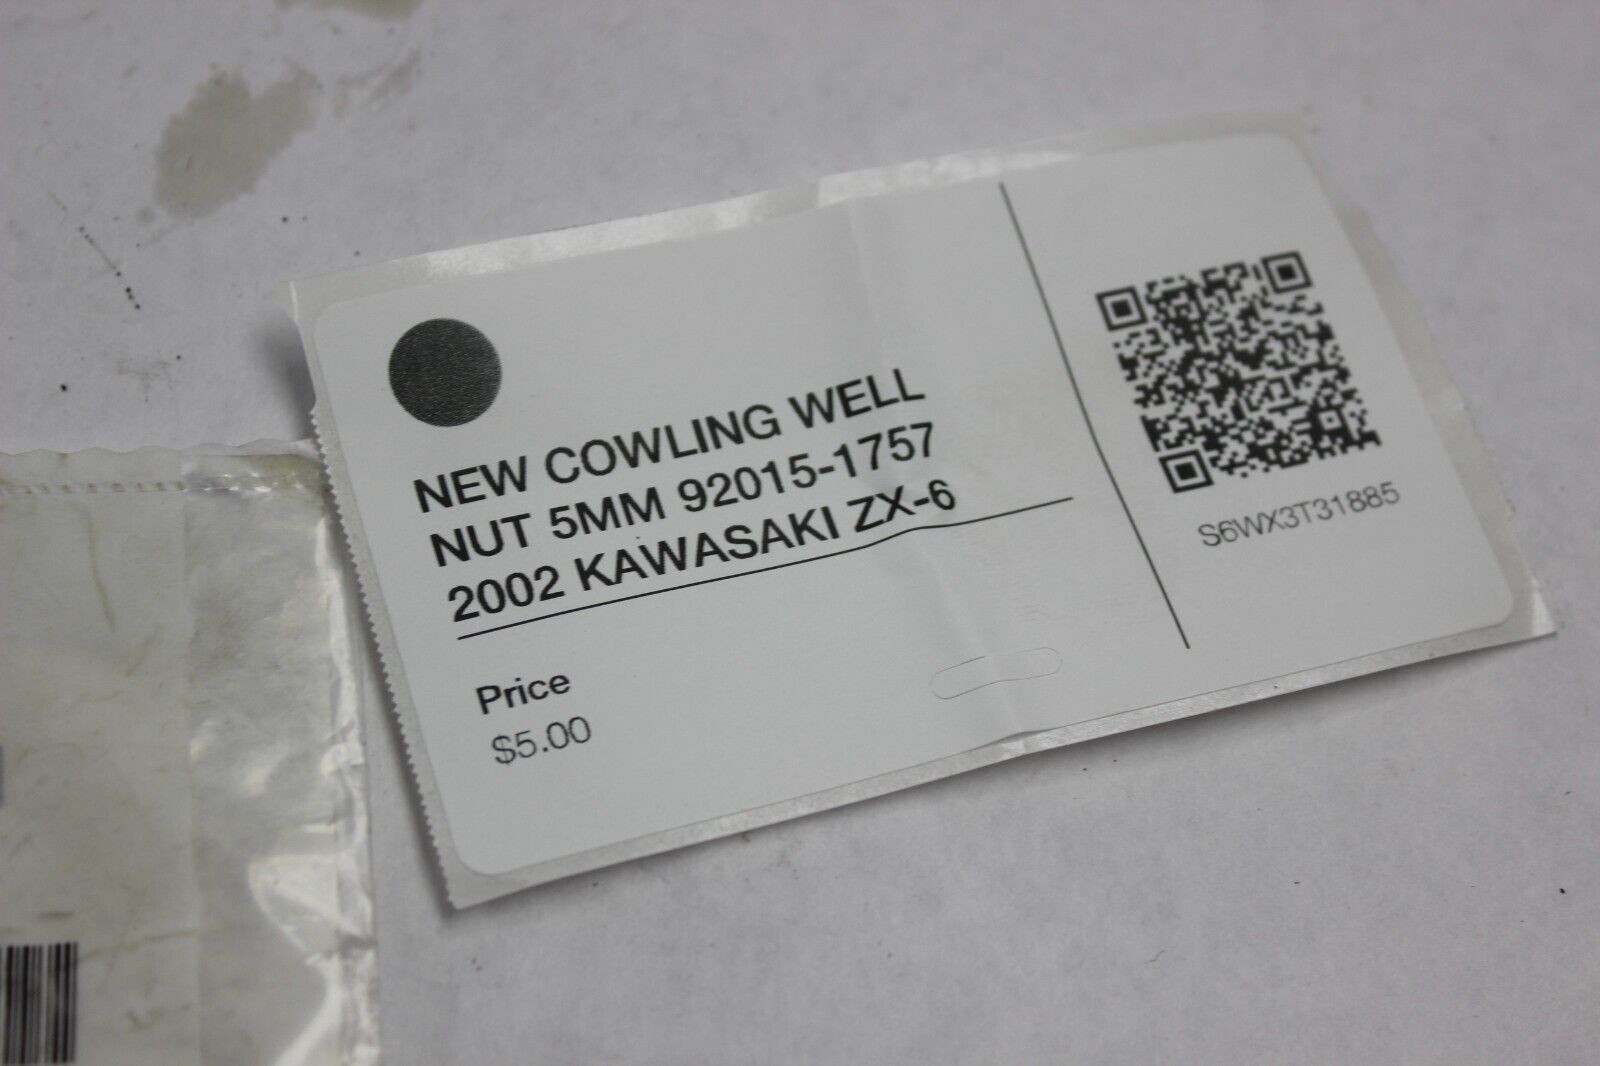 NEW COWLING WELL
NUT 5MM 92015-1757
2002 KAWASAKI ZX-6
Price
$5.00
S6WX3T31885